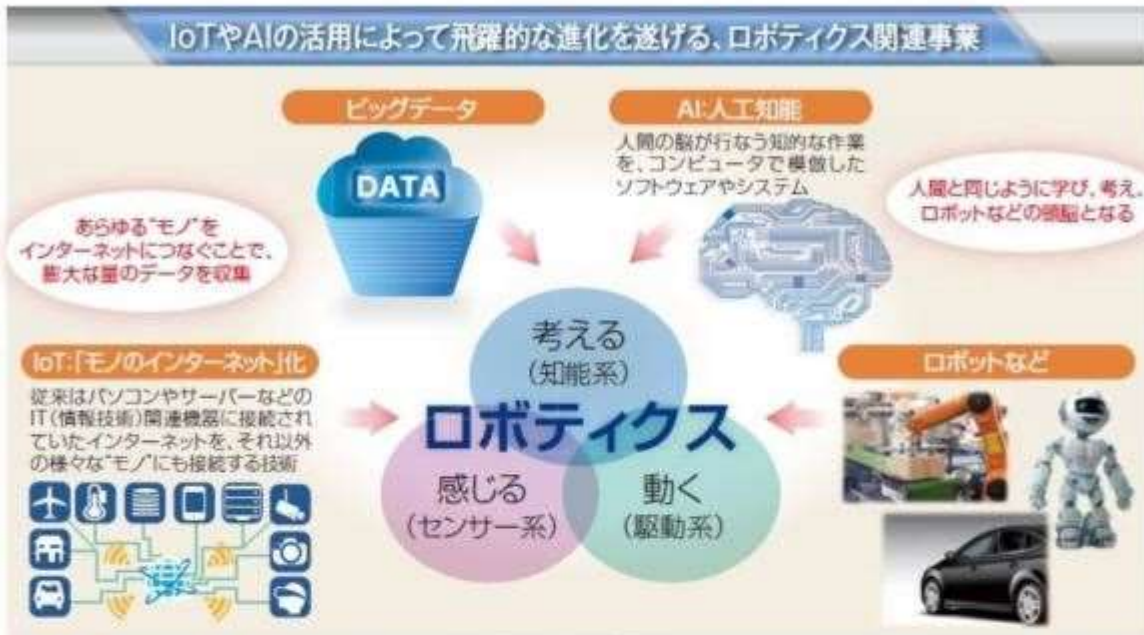 IoTやAIの活用によって飛躍的な進化を遂げる、ロボティクス関連事業
ビッグデータ
DATA
AI:人工知能
人間の脳が行なう知的な作業
を、コンピュータで模倣した
ソフトウェアやシステム
あらゆる“モノ”を
インターネットにつなぐことで、
膨大な量のデータを収集
人間と同じように学び、考え、
ロボットなどの頭脳となる
IoT:「モノのインターネット」化
従来はパソコンやサーバーなどの
IT(情報技術)関連機器に接続され
ていたインターネットを、それ以外
の様々な“モノ”にも接続する技術
考える
(知能系)
ロボティクス
感じる
(センサー系)
動く
(駆動系)
ロボットなど